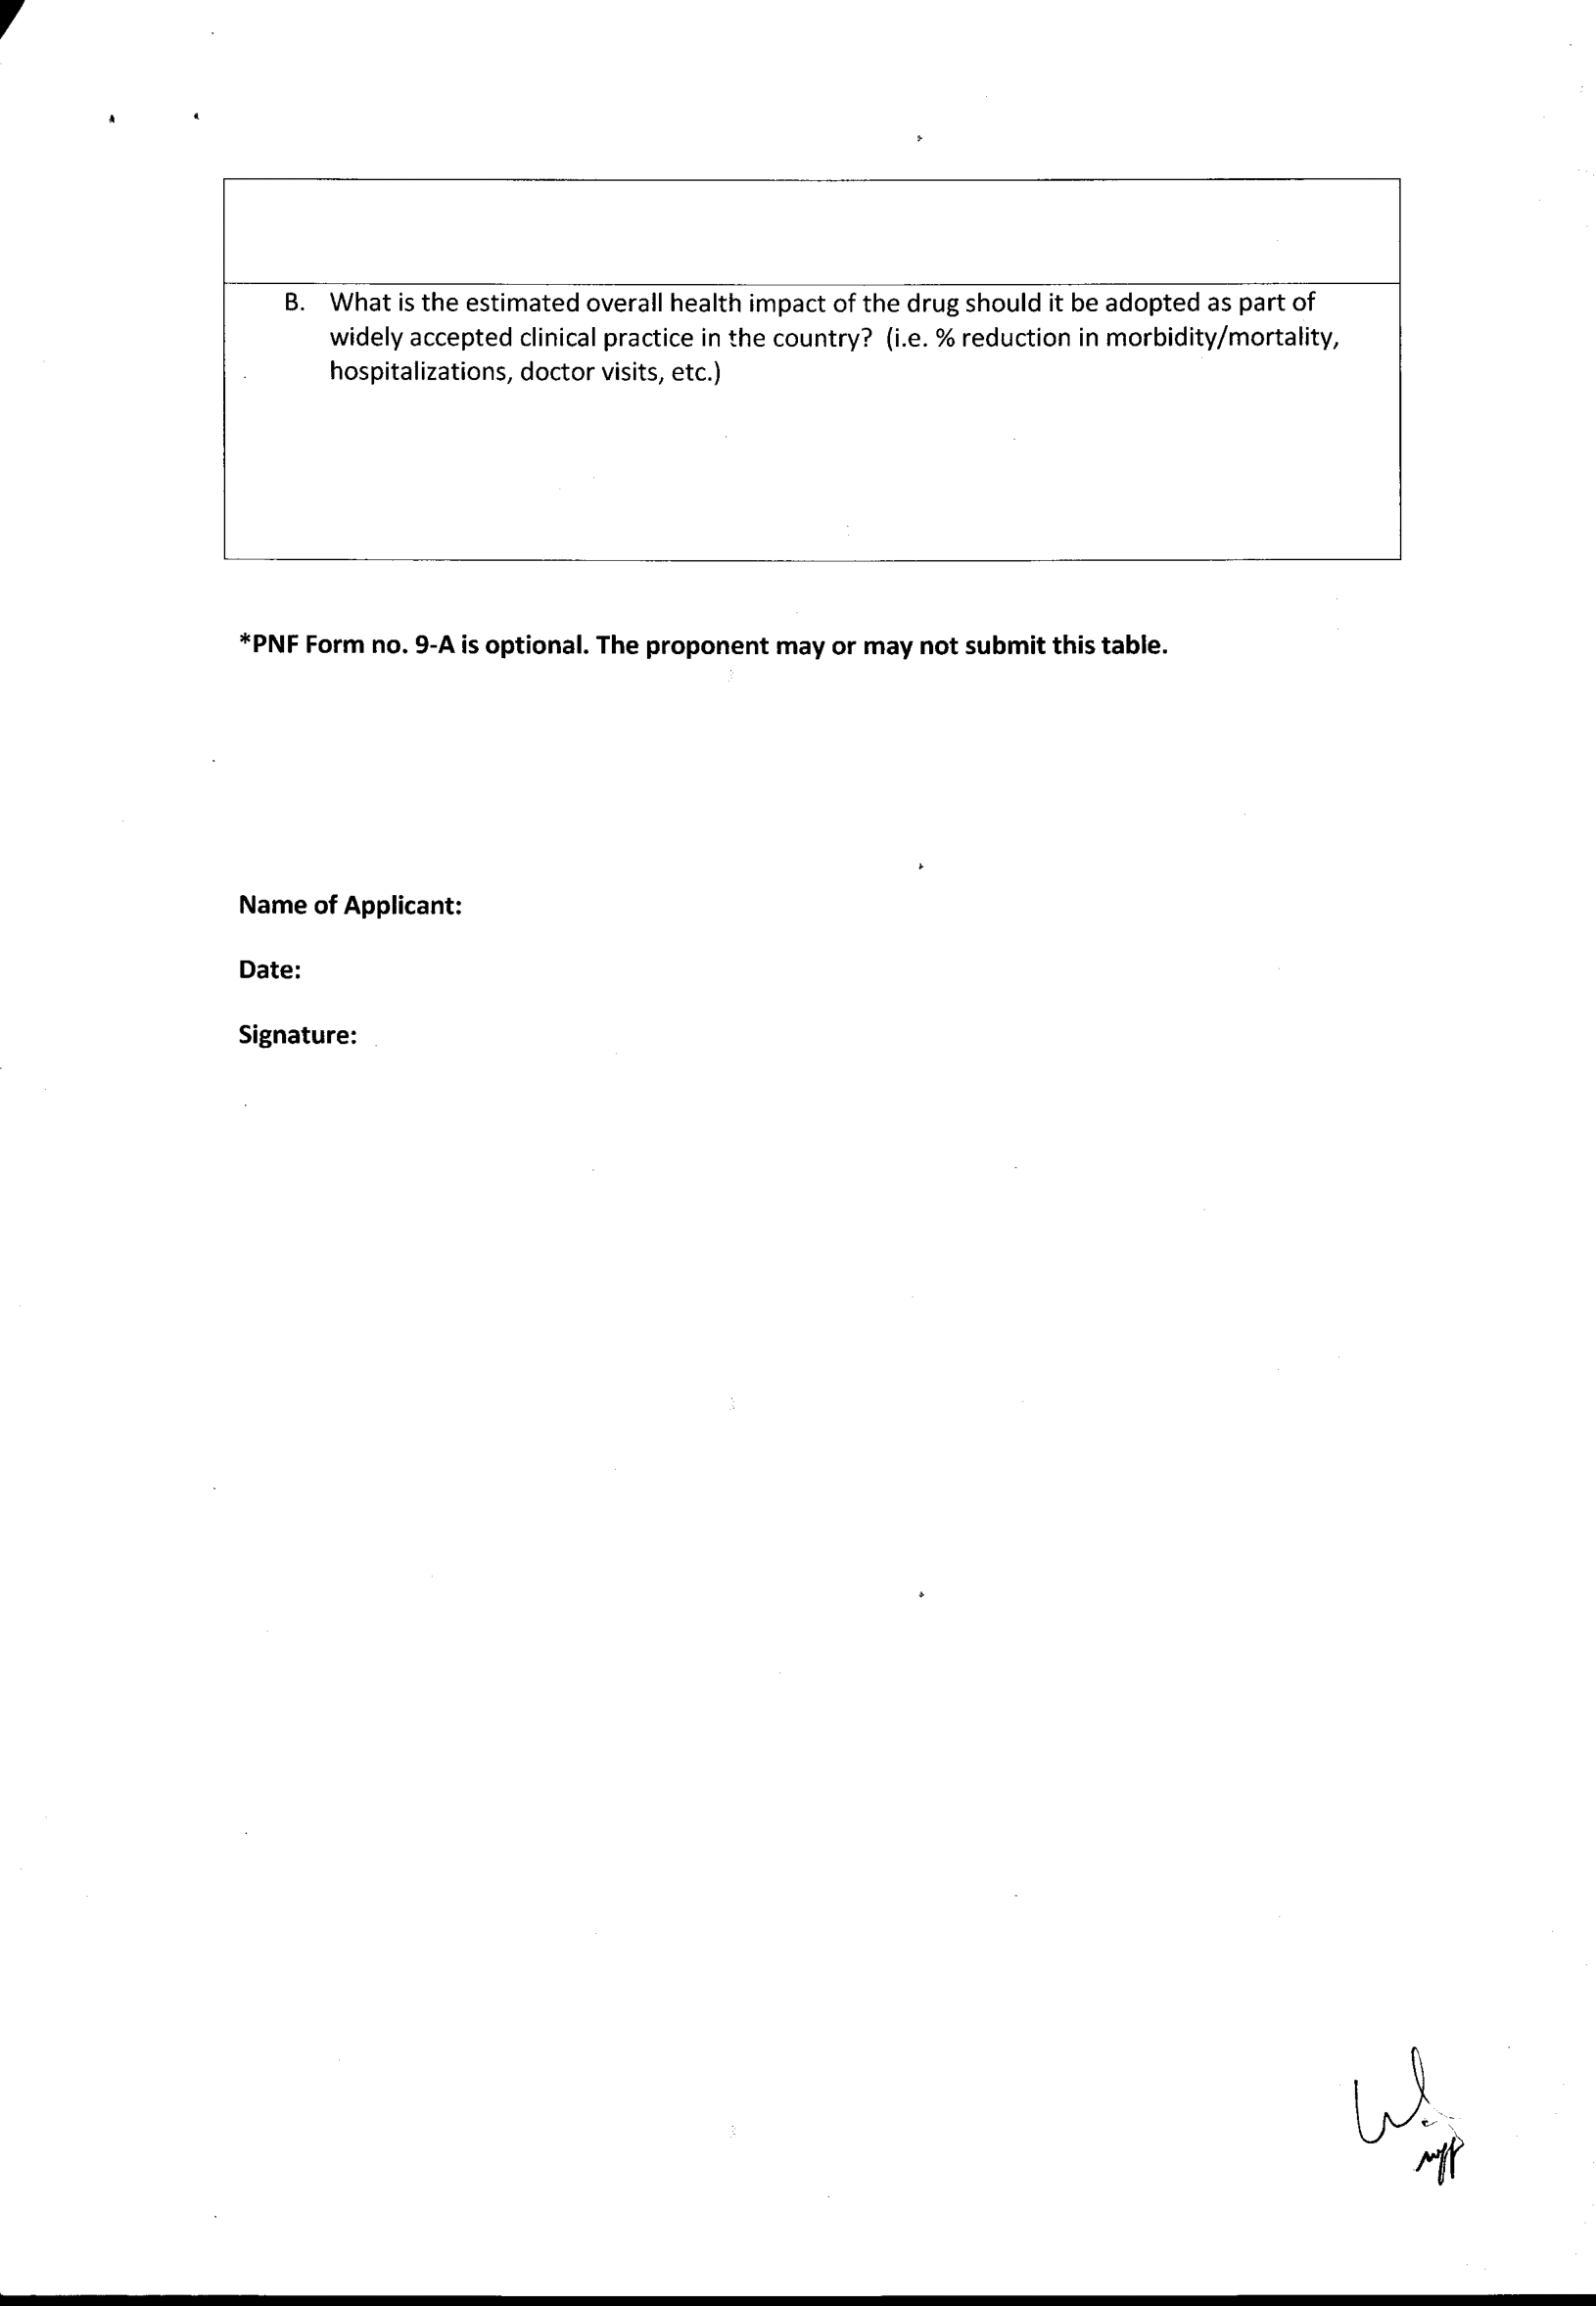 B. What is the estimated overall health impact of the drug should it be adopted as part of
widely accepted clinical practice in the country? (i.e. % reduction in morbidity/mortality,
hospitalizations, doctor visits, etc.)
*PNF Form no. 9-A is optional. The proponent may or may not submit this table.
Name of Applicant:
Date:
Signature: